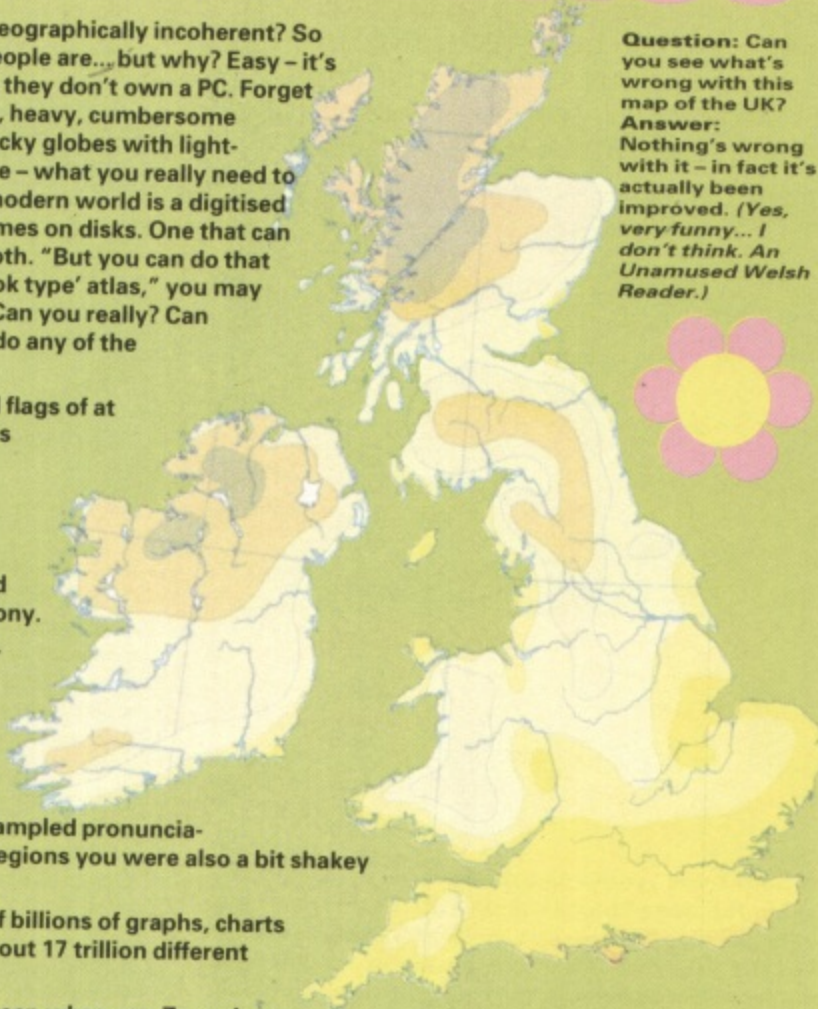 eographically incoherent? So
eople are... but why? Easy – it's
they don't own a PC. Forget
, heavy, cumbersome
cky globes with light-
e – what you really need to
nodern world is a digitised
mes on disks. One that can
oth. "But you can do that
ok type' atlas," you may
Can you really? Can
do any of the
flags of at
s
d
ony.
ampled pronuncia-
egions you were also a bit shakey
f billions of graphs, charts
out 17 trillion different
Question: Can
you see what's
wrong with this
map of the UK?
Answer:
Nothing's wrong
with it – in fact it's
actually been
improved. (Yes,
very funny... I
don't think. An
Unamused Welsh
Reader.)